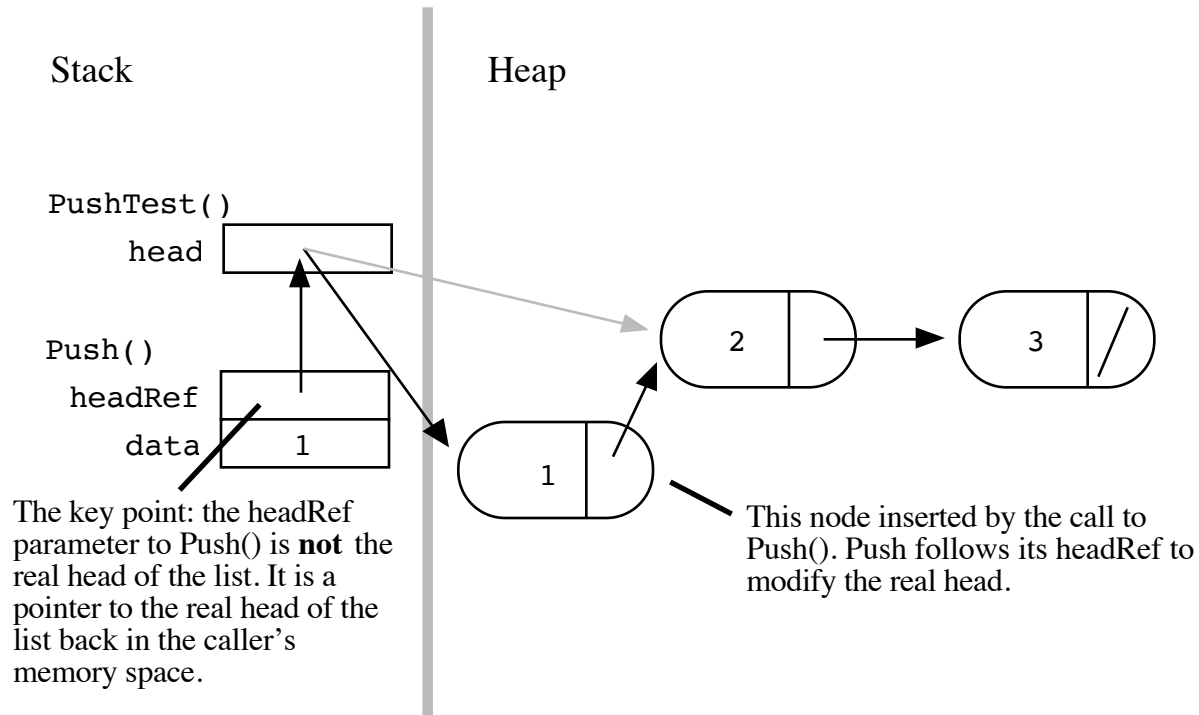 Stack
Heap
PushTest()
head
Push()
headRef
data 1
2
3
1
The key point: the headRef
parameter to Push() is not the
real head of the list. It is a
pointer to the real head of the
list back in the caller's
memory space.
This node inserted by the call to
Push(). Push follows its headRef to
modify the real head.